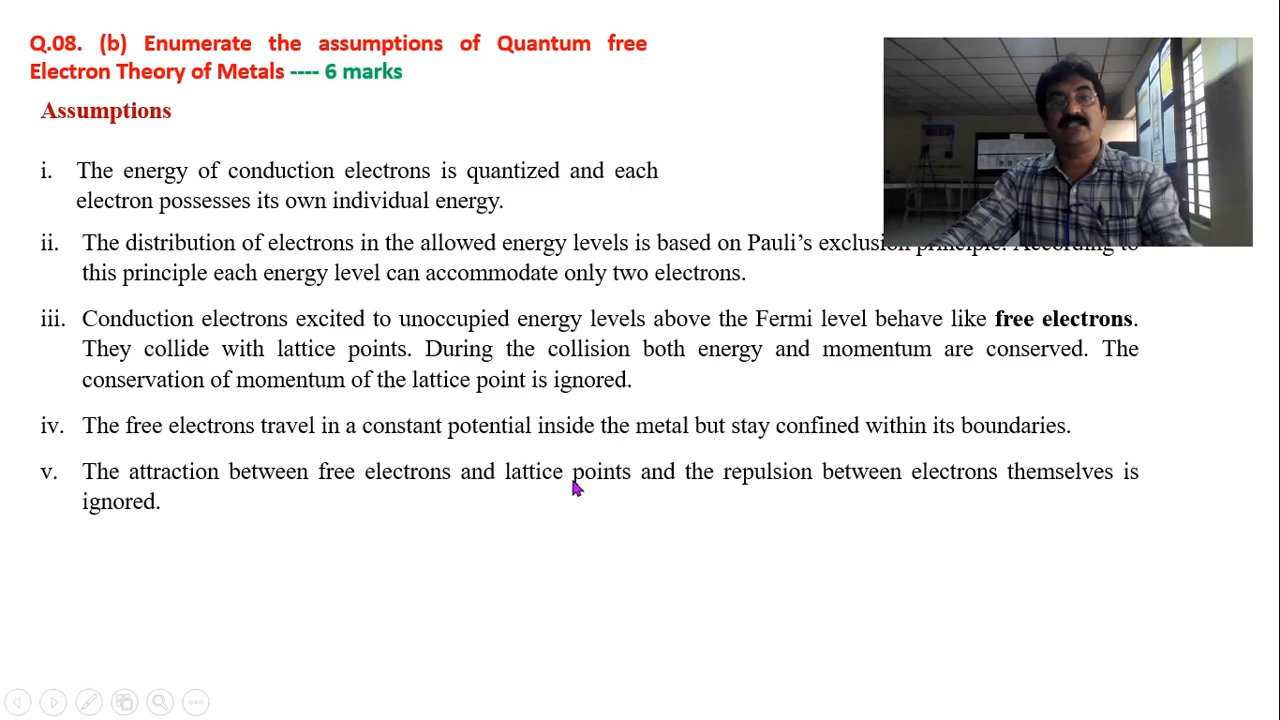 Q.08. (b) Enumerate the assumptions of Quantum free
Electron Theory of Metals ---- 6 marks
Assumptions
i. The energy of conduction electrons is quantized and each
electron possesses its own individual energy.
ii. The distribution of electrons in the allowed energy levels is based on Pauli's exclusion principle. According to
this principle each energy level can accommodate only two electrons.
iii. Conduction electrons excited to unoccupied energy levels above the Fermi level behave like free electrons.
They collide with lattice points. During the collision both energy and momentum are conserved. The
conservation of momentum of the lattice point is ignored.
iv. The free electrons travel in a constant potential inside the metal but stay confined within its boundaries.
v. The attraction between free electrons and lattice points and the repulsion between electrons themselves is
ignored.